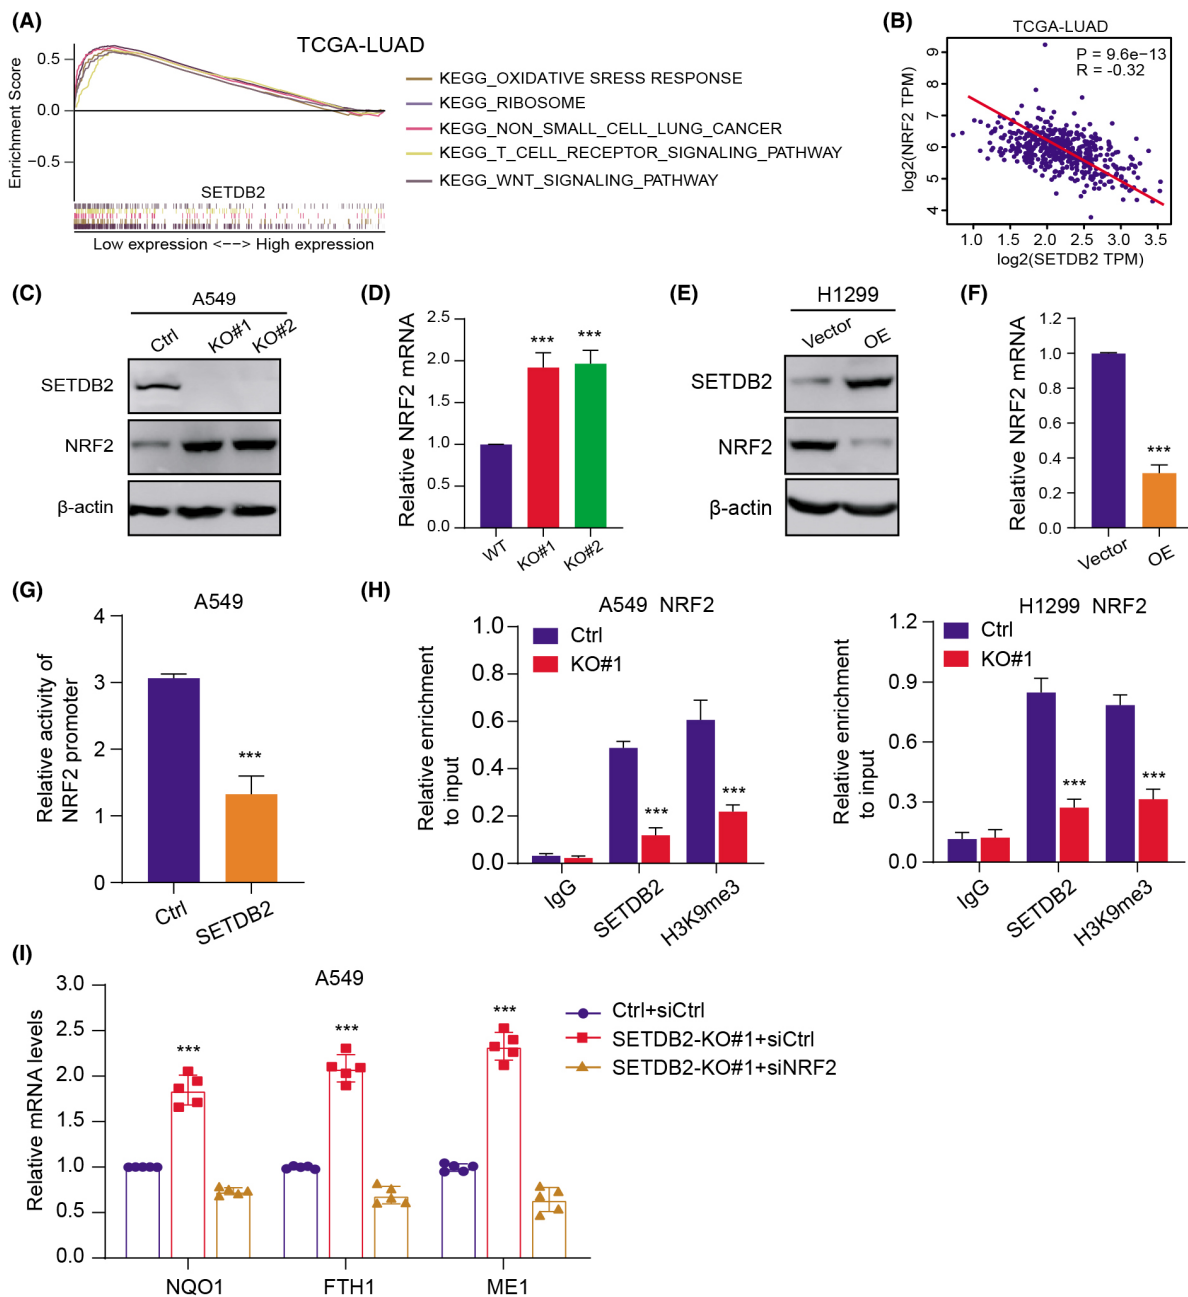 (A)
TCGA-LUAD
Enrichment Score
0.5
0.0
−0.5
KEGG_OXIDATIVE SRESS RESPONSE
KEGG_RIBOSOME
KEGG_NON_SMALL_CELL_LUNG_CANCER
KEGG_T_CELL_RECEPTOR_SIGNALING_PATHWAY
KEGG_WNT_SIGNALING_PATHWAY
SETDB2
Low expression <--> High expression
(B)
TCGA-LUAD
P = 9.6e−13
R = -0.32
log2(NRF2 TPM)
9
8
7
6
5
4
1.0 1.5 2.0 2.5 3.0 3.5
log2(SETDB2 TPM)
(C)
A549
Ctrl KO#1 KO#2
SETDB2
NRF2
β-actin
(D)
Relative NRF2 mRNA
2.5
2.0
1.5
1.0
0.5
0.0
*** ***
WT KO#1 KO#2
(E)
H1299
Vector OE
SETDB2
NRF2
β-actin
(F)
Relative NRF2 mRNA
1.2
1.0
0.8
0.6
0.4
0.2
0.0
***
Vector OE
(G)
A549
Relative activity of
NRF2 promoter
4
3
2
1
0
***
Ctrl SETDB2
(H)
A549 NRF2
Ctrl
KO#1
Relative enrichment
to input
1.0
0.8
0.6
0.4
0.2
0.0
*** ***
IgG SETDB2 H3K9me3
H1299 NRF2
Ctrl
KO#1
Relative enrichment
to input
1.2
0.9
0.6
0.3
0.0
*** ***
IgG SETDB2 H3K9me3
(I)
A549
Relative mRNA levels
3.0
2.5
2.0
1.5
1.0
0.5
0.0
*** *** ***
NQO1 FTH1 ME1
Ctrl+siCtrl
SETDB2-KO#1+siCtrl
SETDB2-KO#1+siNRF2